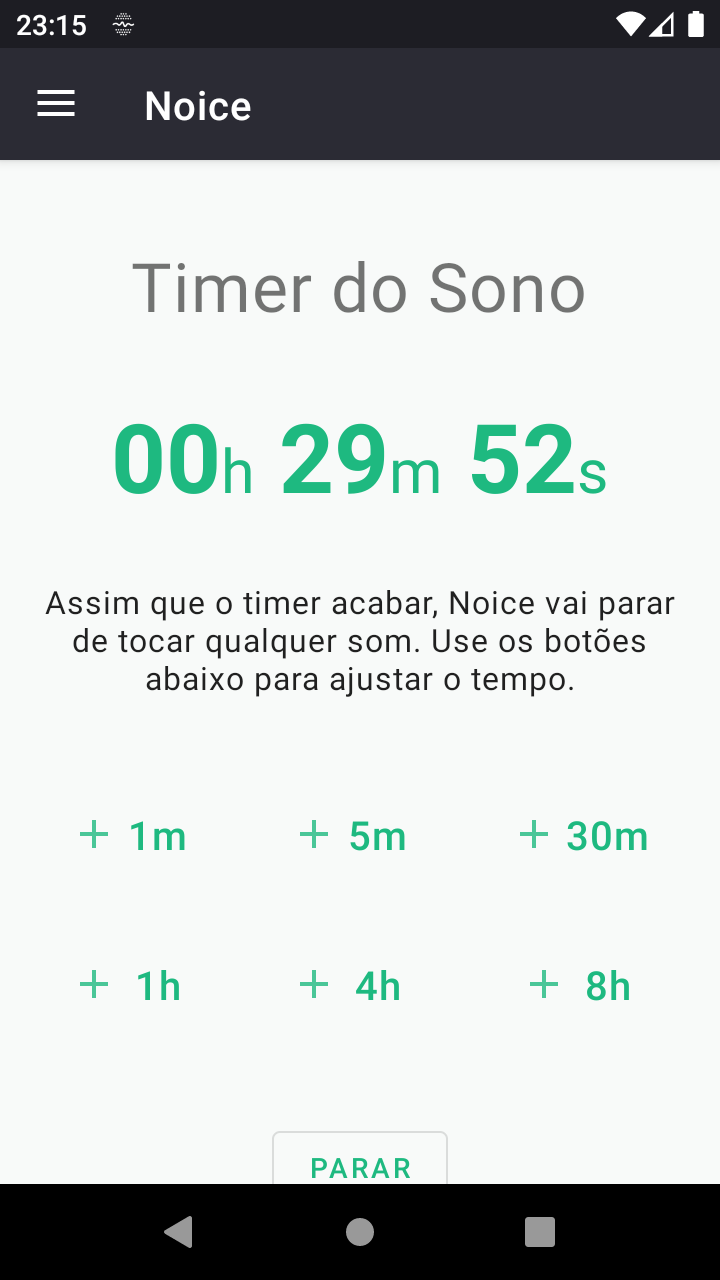 23:15
Noice
Timer do Sono
00h 29m 52s
Assim que o timer acabar, Noice vai parar
de tocar qualquer som. Use os botões
abaixo para ajustar o tempo.
+ 1m + 5m + 30m
+ 1h + 4h + 8h
PARAR